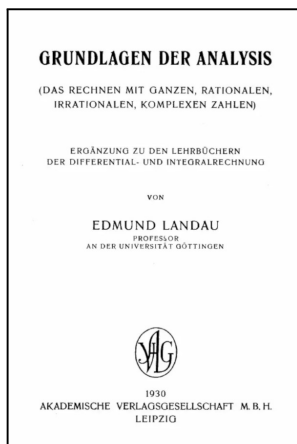 GRUNDLAGEN DER ANALYSIS
(DAS RECHNEN MIT GANZEN, RATIONALEN,
IRRATIONALEN, KOMPLEXEN ZAHLEN)
ERGÄNZUNG ZU DEN LEHRBÜCHERN
DER DIFFERENTIAL- UND INTEGRALRECHNUNG
VON
EDMUND LANDAU
PROFESSOR
AN DER UNIVERSITÄT GÖTTINGEN
1930
AKADEMISCHE VERLAGSGESELLSCHAFT M. B. H.
LEIPZIG